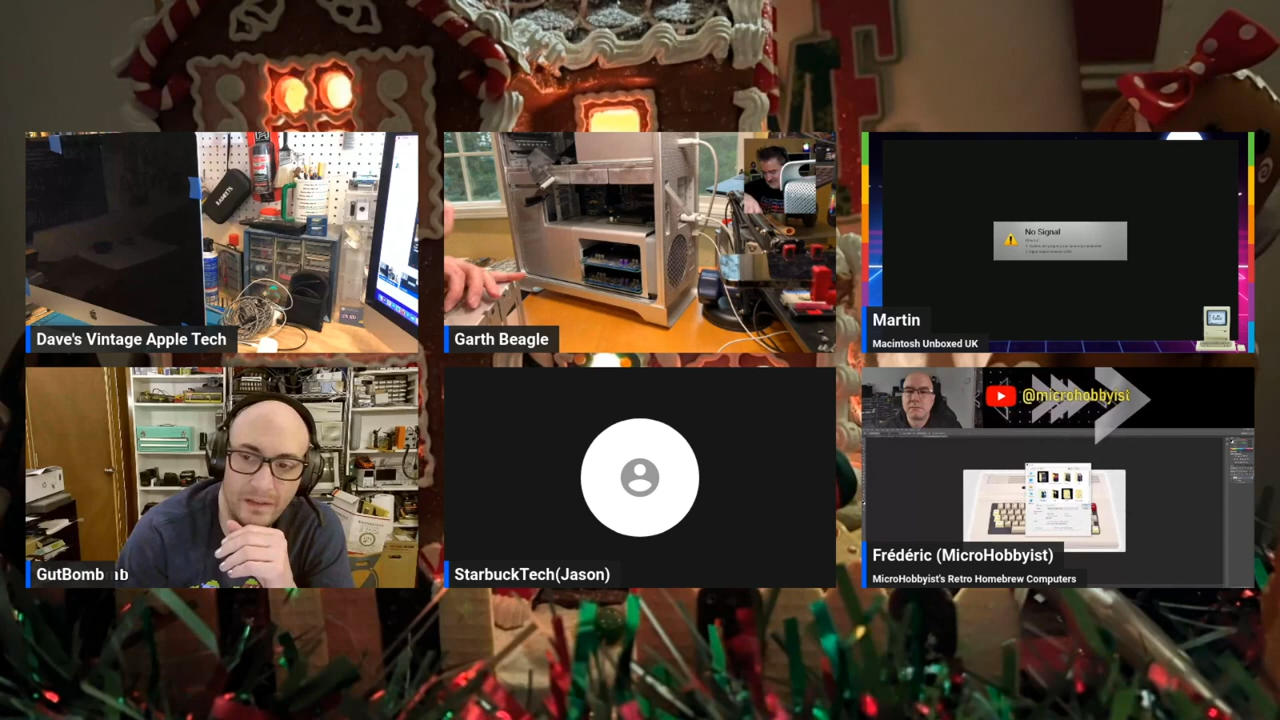 BASKETS
Dave's Vintage Apple Tech
Garth Beagle
No Signal
Martin
Macintosh Unboxed UK
GutBomb
StarbuckTech(Jason)
@microhobbyist
Frédéric (MicroHobbyist)
MicroHobbyist's Retro Homebrew Computers